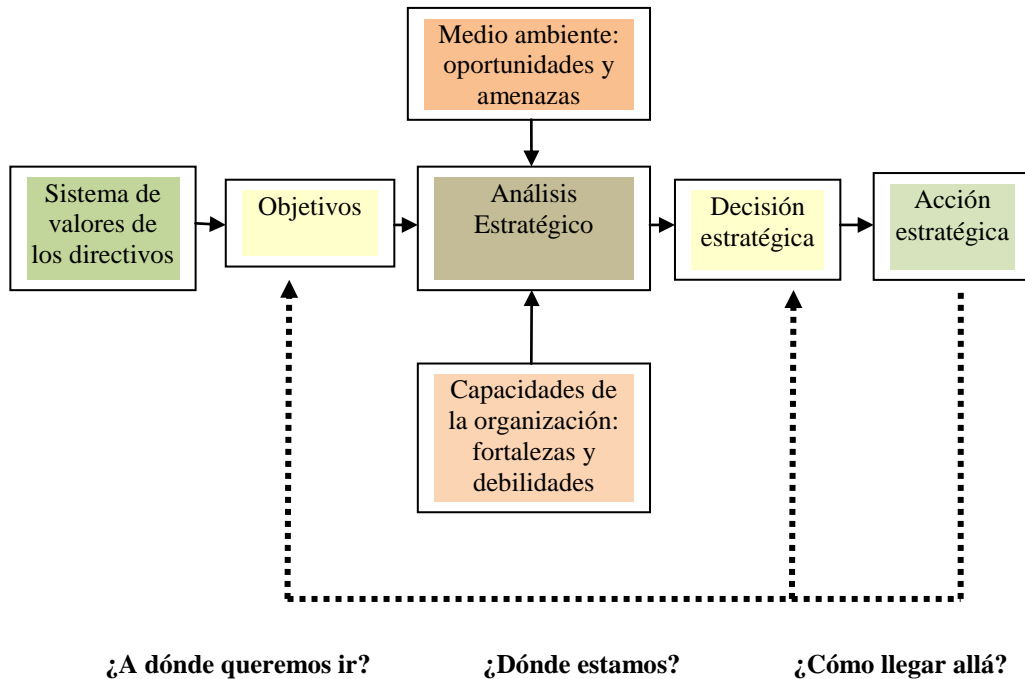 Medio ambiente:
oportunidades y
amenazas
Sistema de
valores de
los directivos
Objetivos
Análisis
Estratégico
Decisión
estratégica
Acción
estratégica
Capacidades de
la organización:
fortalezas y
debilidades
¿A dónde queremos ir? ¿Dónde estamos? ¿Cómo llegar allá?